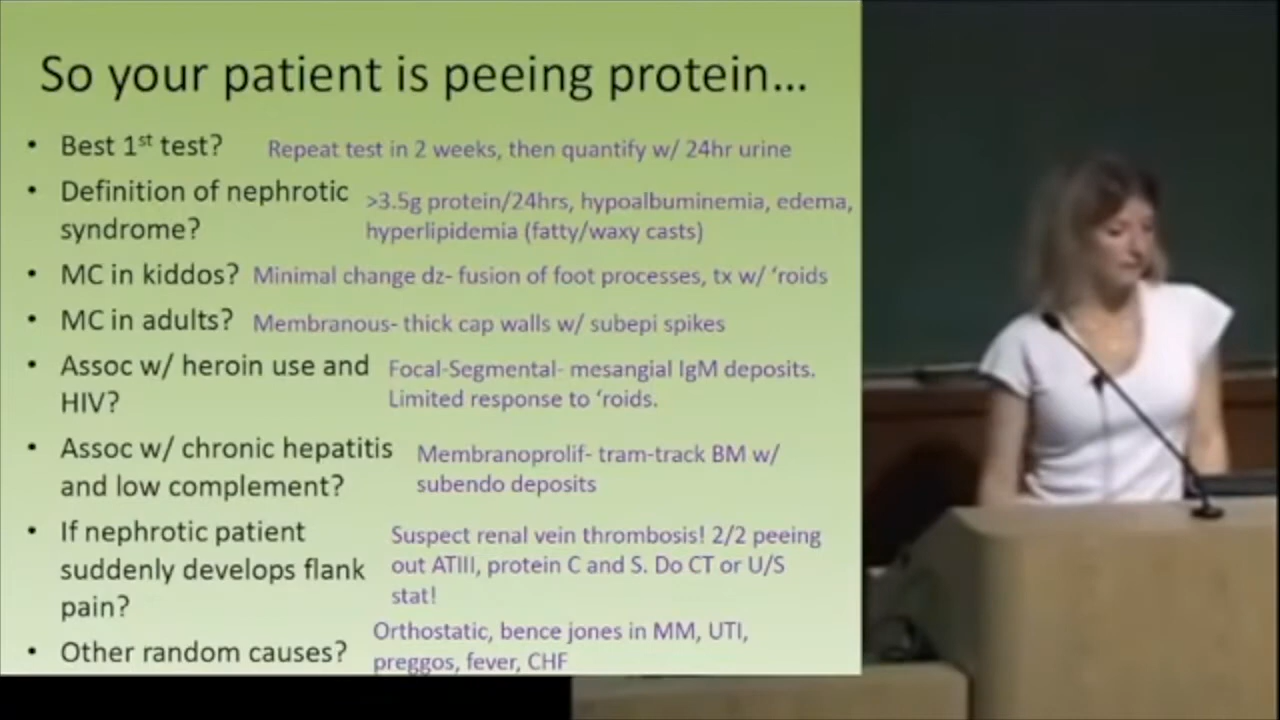 So your patient is peeing protein...
• Best 1st test? Repeat test in 2 weeks, then quantify w/ 24hr urine
• Definition of nephrotic syndrome?
>3.5g protein/24hrs, hypoalbuminemia, edema,
hyperlipidemia (fatty/waxy casts)
• MC in kiddos? Minimal change dz- fusion of foot processes, tx w/ ‘roids
• MC in adults? Membranous- thick cap walls w/ subepi spikes
• Assoc w/ heroin use and
HIV?
Focal-Segmental- mesangial IgM deposits.
Limited response to ‘roids.
• Assoc w/ chronic hepatitis
and low complement?
Membranoprolif- tram-track BM w/
subendo deposits
• If nephrotic patient
suddenly develops flank
pain?
Suspect renal vein thrombosis! 2/2 peeing
out ATIII, protein C and S. Do CT or U/S
stat!
• Other random causes?
Orthostatic, bence jones in MM, UTI,
preggos, fever, CHF